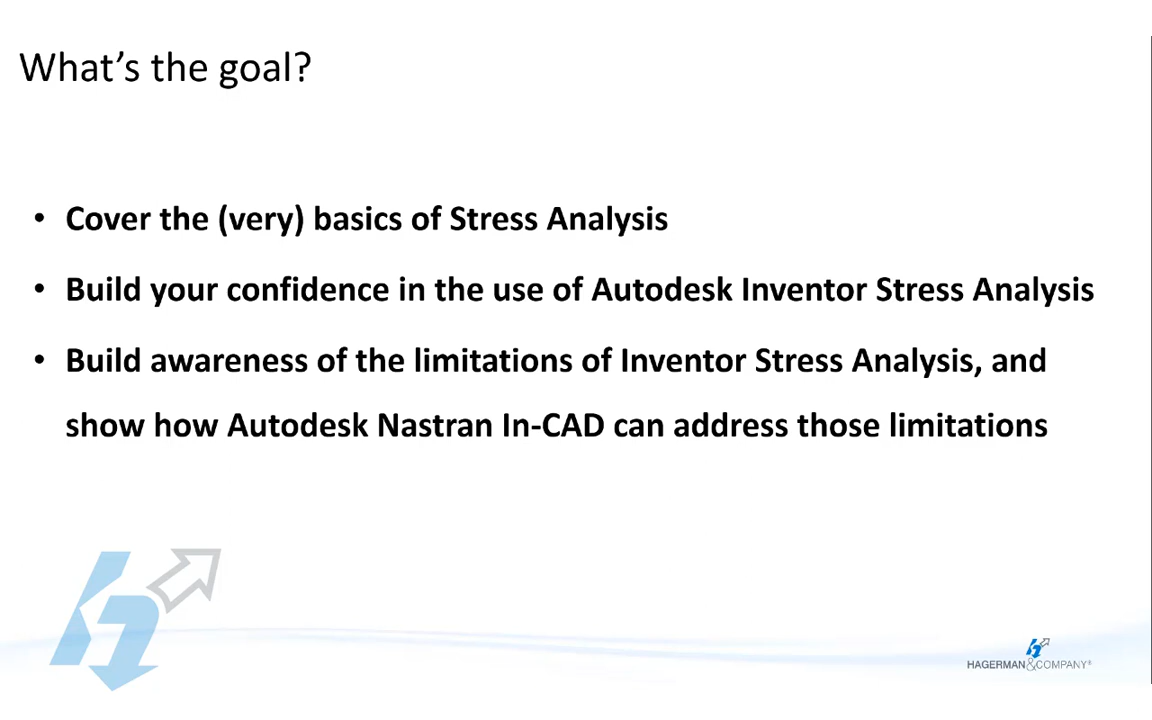 What's the goal?
• Cover the (very) basics of Stress Analysis
• Build your confidence in the use of Autodesk Inventor Stress Analysis
• Build awareness of the limitations of Inventor Stress Analysis, and
show how Autodesk Nastran In-CAD can address those limitations
HAGERMAN&COMPANY®